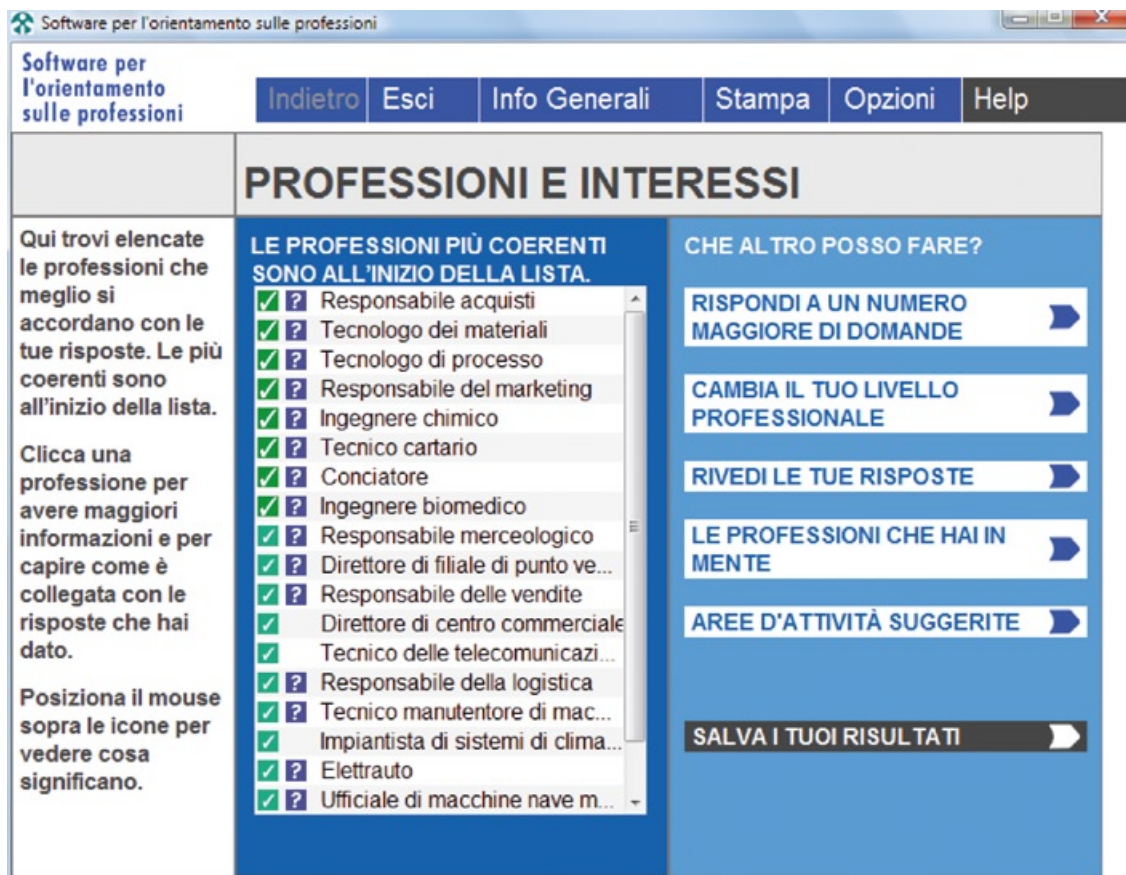 Software per l'orientamento sulle professioni
Software per
l'orientamento
sulle professioni
Indietro
Esci
Info Generali
Stampa
Opzioni
Help
PROFESSIONI E INTERESSI
Qui trovi elencate
le professioni che
meglio si
accordano con le
tue risposte. Le più
coerenti sono
all'inizio della lista.
Clicca una
professione per
avere maggiori
informazioni e per
capire come è
collegata con le
risposte che hai
dato.
Posiziona il mouse
sopra le icone per
vedere cosa
significano.
LE PROFESSIONI PIÙ COERENTI
SONO ALL'INIZIO DELLA LISTA.
? Responsabile acquisti
? Tecnologo dei materiali
? Tecnologo di processo
? Responsabile del marketing
? Ingegnere chimico
? Tecnico cartario
? Conciatore
? Ingegnere biomedico
? Responsabile merceologico
? Direttore di filiale di punto ve...
? Responsabile delle vendite
Direttore di centro commerciale
Tecnico delle telecomunicazi...
? Responsabile della logistica
? Tecnico manutentore di mac...
Impiantista di sistemi di clima...
? Elettrauto
? Ufficiale di macchine nave m...
CHE ALTRO POSSO FARE?
RISPONDI A UN NUMERO
MAGGIORE DI DOMANDE
CAMBIA IL TUO LIVELLO
PROFESSIONALE
RIVEDI LE TUE RISPOSTE
LE PROFESSIONI CHE HAI IN
MENTE
AREE D'ATTIVITÀ SUGGERITE
SALVA I TUOI RISULTATI